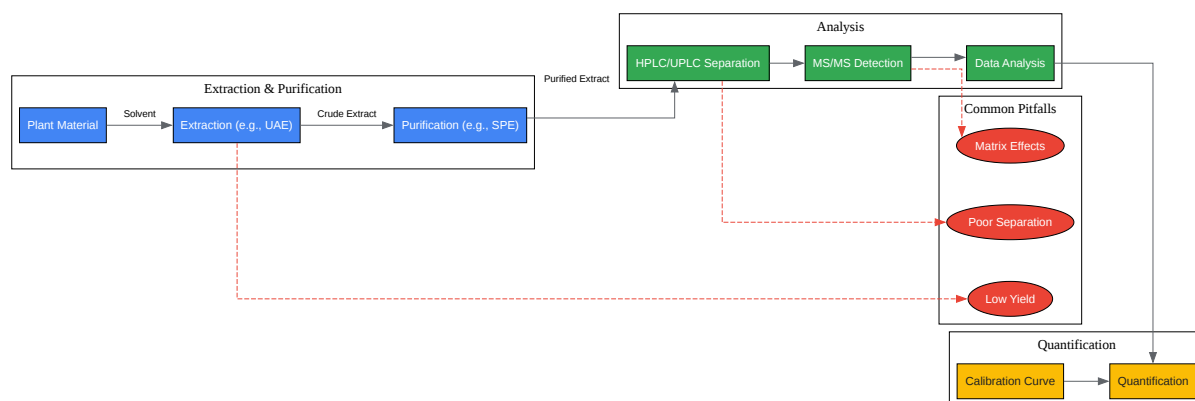 Analysis
HPLC/UPLC Separation
MS/MS Detection
Data Analysis
Purified Extract
Extraction & Purification
Plant Material
Solvent
Extraction (e.g., UAE)
Crude Extract
Purification (e.g., SPE)
Common Pitfalls
Matrix Effects
Poor Separation
Low Yield
Quantification
Calibration Curve
Quantification